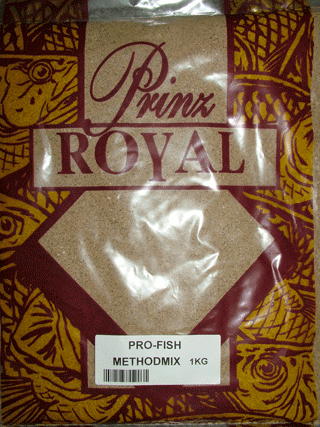 Prinz
ROYAL
PRO-FISH
METHODMIX 1KG